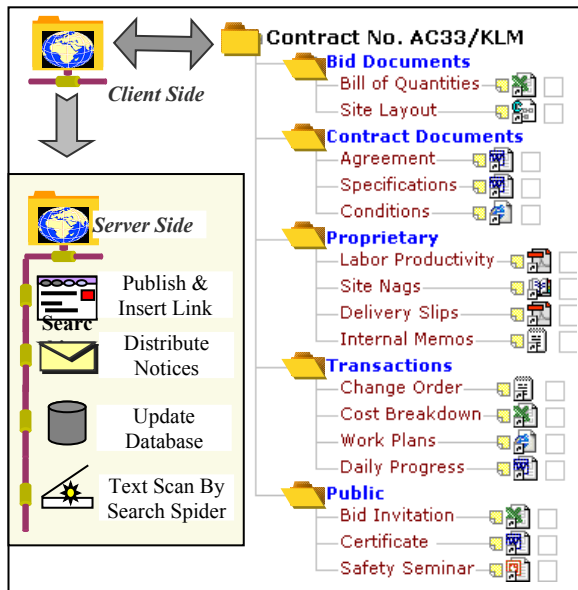 Contract No. AC33/KLM
Client Side
Bid Documents
Bill of Quantities
Site Layout
Contract Documents
Agreement
Specifications
Conditions
Proprietary
Labor Productivity
Site Nags
Delivery Slips
Internal Memos
Transactions
Change Order
Cost Breakdown
Work Plans
Daily Progress
Public
Bid Invitation
Certificate
Safety Seminar
Server Side
Publish &
Insert Link
Searc
Distribute
Notices
Update
Database
Text Scan By
Search Spider